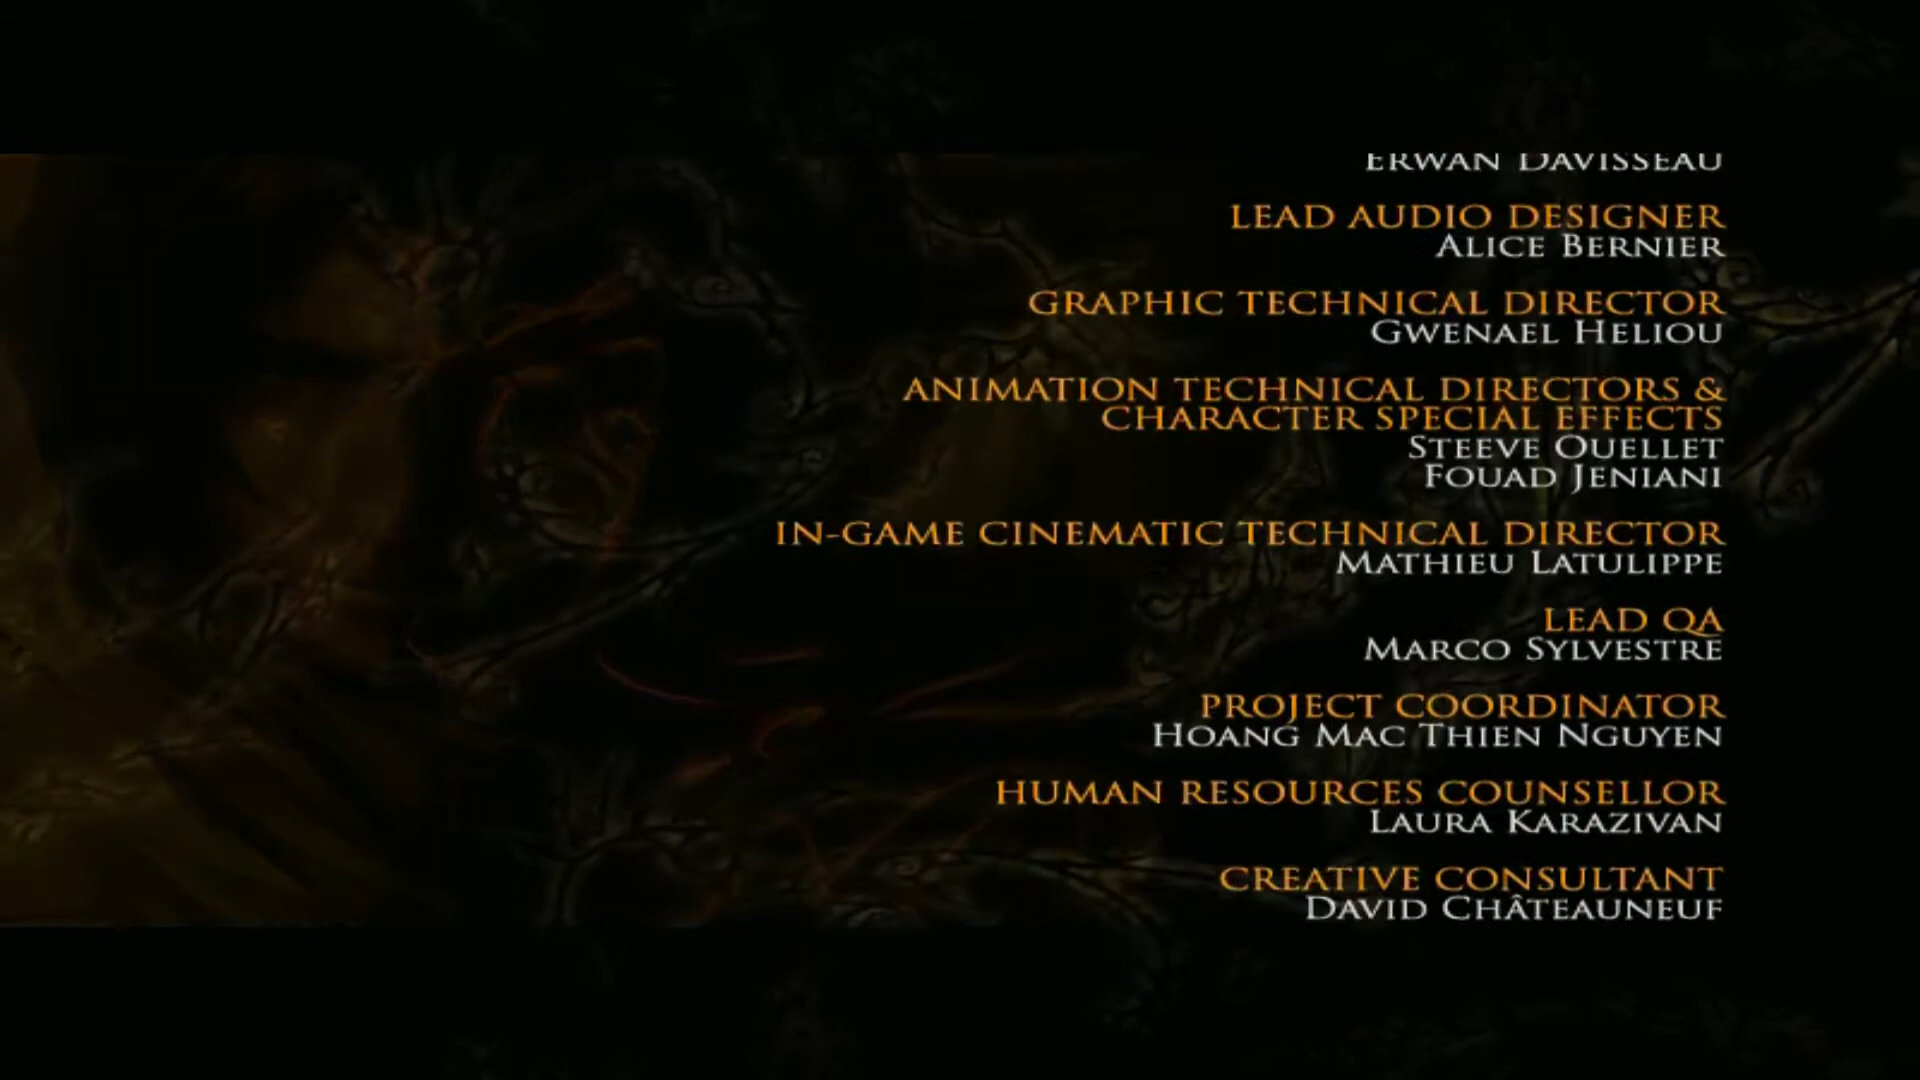 ERWAN DAVISSEAU
LEAD AUDIO DESIGNER
ALICE BERNIER
GRAPHIC TECHNICAL DIRECTOR
GWENAEL HELIOU
ANIMATION TECHNICAL DIRECTORS &
CHARACTER SPECIAL EFFECTS
STEEVE OUELLET
FOUAD JENIANI
IN-GAME CINEMATIC TECHNICAL DIRECTOR
MATHIEU LATULIPPE
LEAD QA
MARCO SYLVESTRE
PROJECT COORDINATOR
HOANG MAC THIEN NGUYEN
HUMAN RESOURCES COUNSELLOR
LAURA KARAZIVAN
CREATIVE CONSULTANT
DAVID CHÂTEAUNEUF